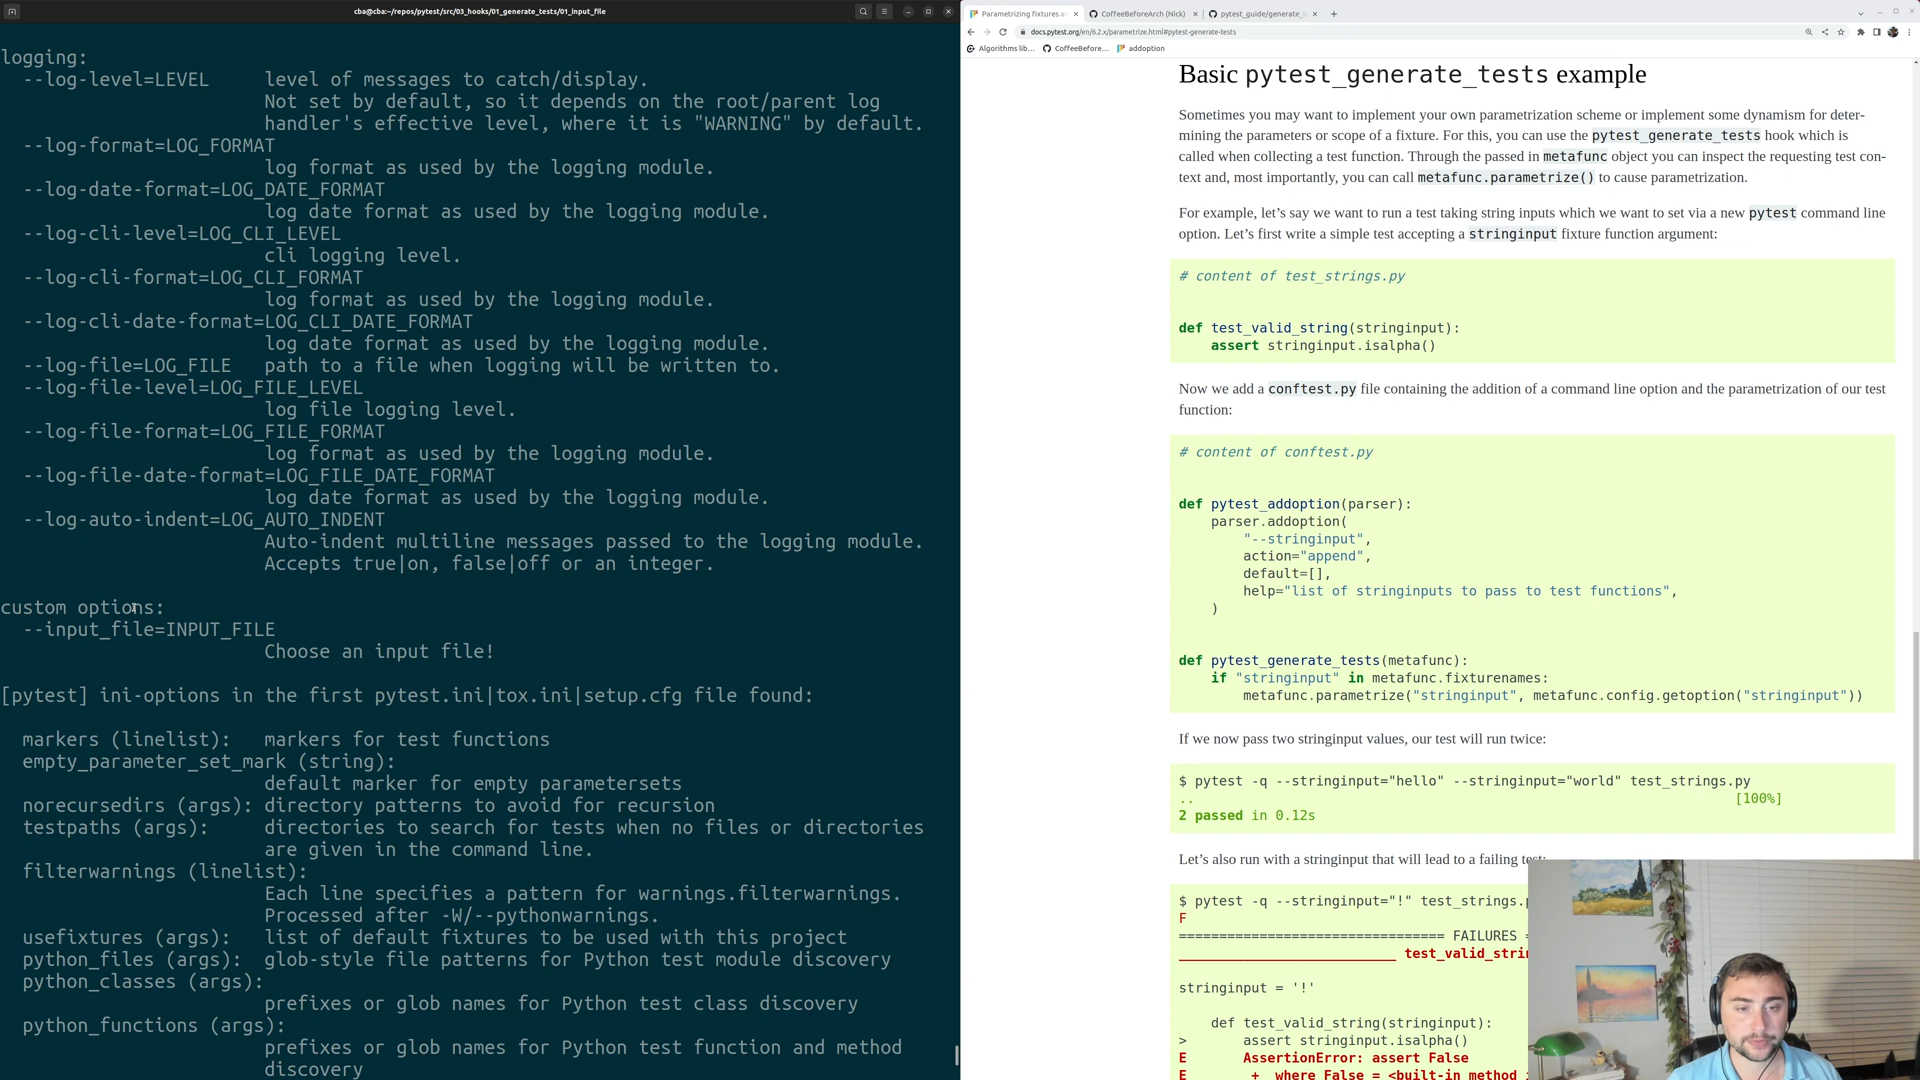 cba@cba:~/repos/pytest/src/03_hooks/01_generate_tests/01_input_file
logging:
--log-level=LEVEL level of messages to catch/display.
Not set by default, so it depends on the root/parent log
handler's effective level, where it is "WARNING" by default.
--log-format=LOG_FORMAT
log format as used by the logging module.
--log-date-format=LOG_DATE_FORMAT
log date format as used by the logging module.
--log-cli-level=LOG_CLI_LEVEL
cli logging level.
--log-cli-format=LOG_CLI_FORMAT
log format as used by the logging module.
--log-cli-date-format=LOG_CLI_DATE_FORMAT
log date format as used by the logging module.
--log-file=LOG_FILE path to a file when logging will be written to.
--log-file-level=LOG_FILE_LEVEL
log file logging level.
--log-file-format=LOG_FILE_FORMAT
log format as used by the logging module.
--log-file-date-format=LOG_FILE_DATE_FORMAT
log date format as used by the logging module.
--log-auto-indent=LOG_AUTO_INDENT
Auto-indent multiline messages passed to the logging module.
Accepts true|on, false|off or an integer.
custom options:
--input_file=INPUT_FILE
Choose an input file!
[pytest] ini-options in the first pytest.ini|tox.ini|setup.cfg file found:
markers (linelist): markers for test functions
empty_parameter_set_mark (string):
default marker for empty parametersets
norecursedirs (args): directory patterns to avoid for recursion
testpaths (args): directories to search for tests when no files or directories
are given in the command line.
filterwarnings (linelist):
Each line specifies a pattern for warnings.filterwarnings.
Processed after -W/--pythonwarnings.
usefixtures (args): list of default fixtures to be used with this project
python_files (args): glob-style file patterns for Python test module discovery
python_classes (args):
prefixes or glob names for Python test class discovery
python_functions (args):
prefixes or glob names for Python test function and method
discovery
Parametrizing fixtures a
CoffeeBeforeArch (Nick)
pytest_guide/generate_
docs.pytest.org/en/6.2.x/parametrize.html#pytest-generate-tests
Algorithms lib...
CoffeeBefore...
addoption
Basic pytest_generate_tests example
Sometimes you may want to implement your own parametrization scheme or implement some dynamism for deter-
mining the parameters or scope of a fixture. For this, you can use the pytest_generate_tests hook which is
called when collecting a test function. Through the passed in metafunc object you can inspect the requesting test con-
text and, most importantly, you can call metafunc.parametrize() to cause parametrization.
For example, let’s say we want to run a test taking string inputs which we want to set via a new pytest command line
option. Let’s first write a simple test accepting a stringinput fixture function argument:
# content of test_strings.py
def test_valid_string(stringinput):
assert stringinput.isalpha()
Now we add a conftest.py file containing the addition of a command line option and the parametrization of our test
function:
# content of conftest.py
def pytest_addoption(parser):
parser.addoption(
"--stringinput",
action="append",
default=[],
help="list of stringinputs to pass to test functions",
)
def pytest_generate_tests(metafunc):
if "stringinput" in metafunc.fixturenames:
metafunc.parametrize("stringinput", metafunc.config.getoption("stringinput"))
If we now pass two stringinput values, our test will run twice:
$ pytest -q --stringinput="hello" --stringinput="world" test_strings.py
.. [100%]
2 passed in 0.12s
Let’s also run with a stringinput that will lead to a failing test:
$ pytest -q --stringinput="!" test_strings.p
F
================================= FAILURES =
___________________________ test_valid_strin
stringinput = '!'
def test_valid_string(stringinput):
> assert stringinput.isalpha()
E AssertionError: assert False
E + where False = <built-in method i